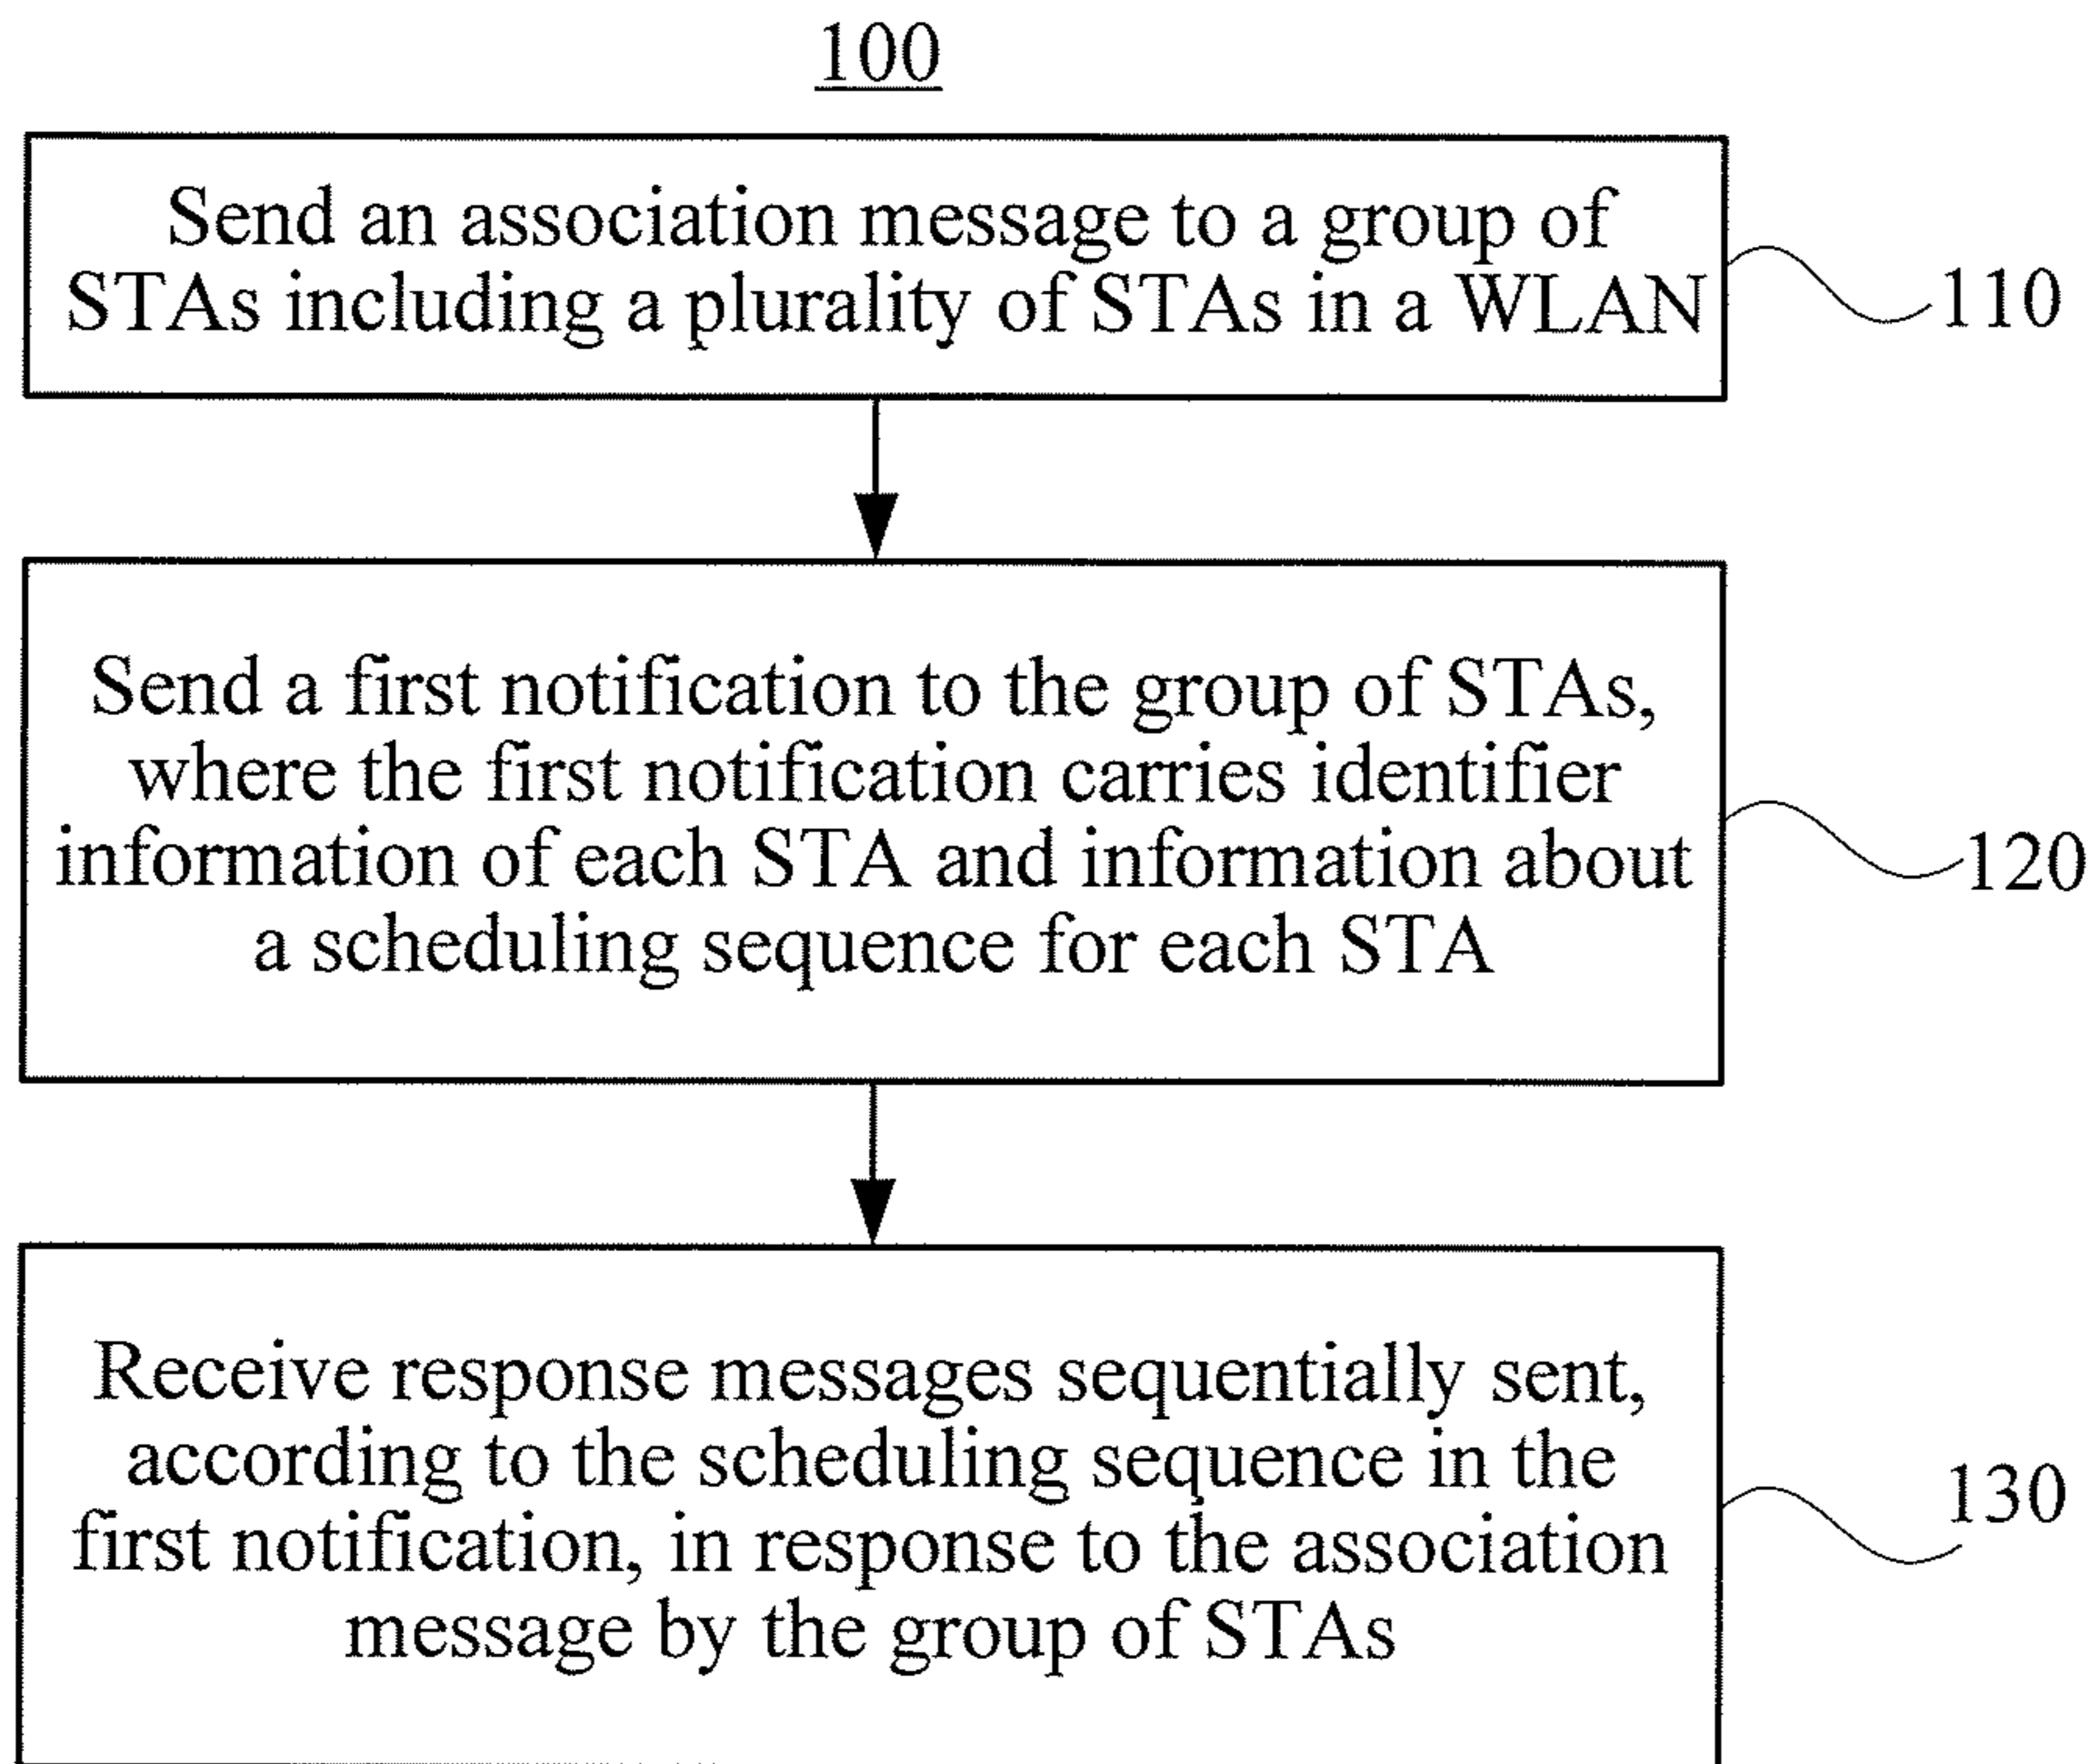 100
Send an association message to a group of
STAs including a plurality of STAs in a WLAN
110
Send a first notification to the group of STAs,
where the first notification carries identifier
information of each STA and information about
a scheduling sequence for each STA
120
Receive response messages sequentially sent,
according to the scheduling sequence in the
first notification, in response to the association
message by the group of STAs
130